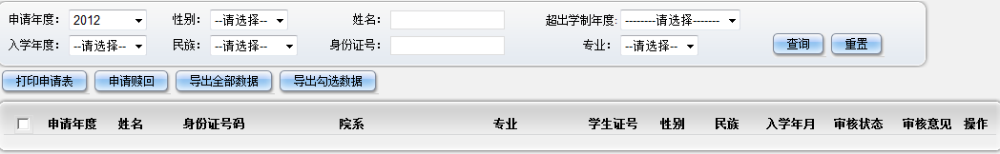 申请年度： 2012 性别： --请选择-- 姓名： 超出学制年度： --------请选择-------
入学年度： --请选择-- 民族： --请选择-- 身份证号： 专业： --请选择-- 查询 重置
打印申请表 申请赎回 导出全部数据 导出勾选数据
申请年度 姓名 身份证号码 院系 专业 学生证号 性别 民族 入学年月 审核状态 审核意见 操作